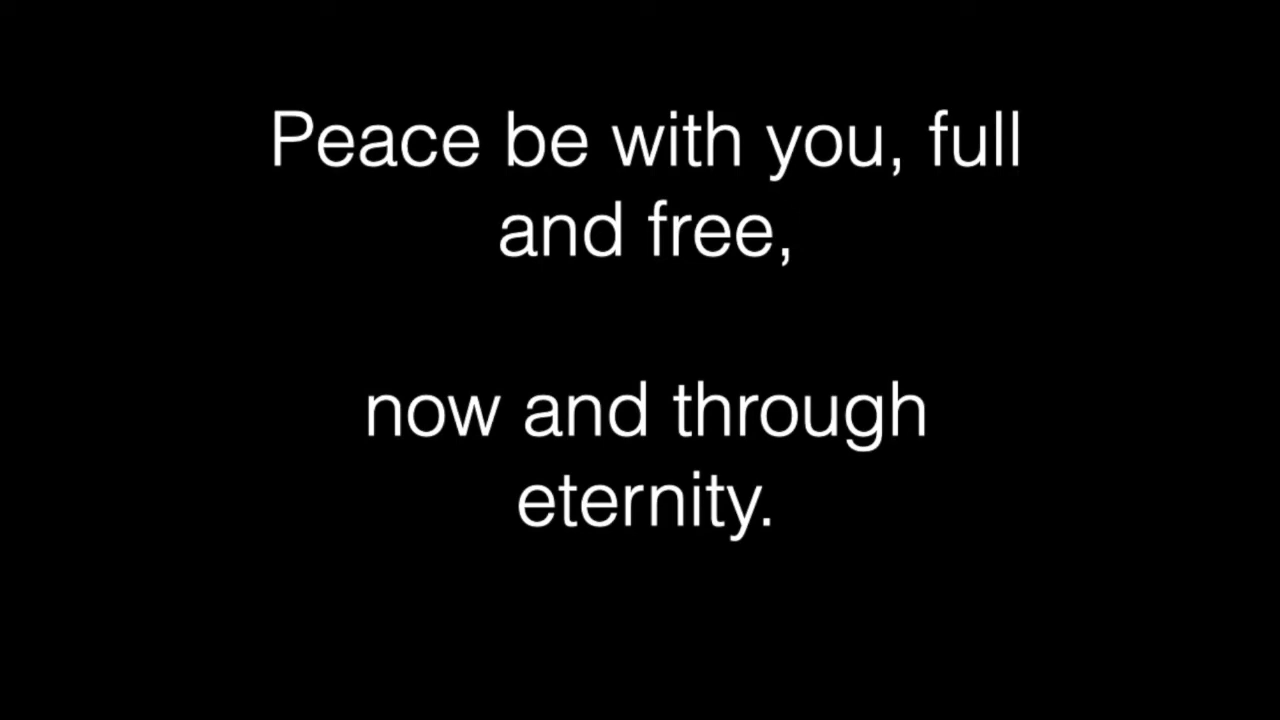 Peace be with you, full
and free,
now and through
eternity.